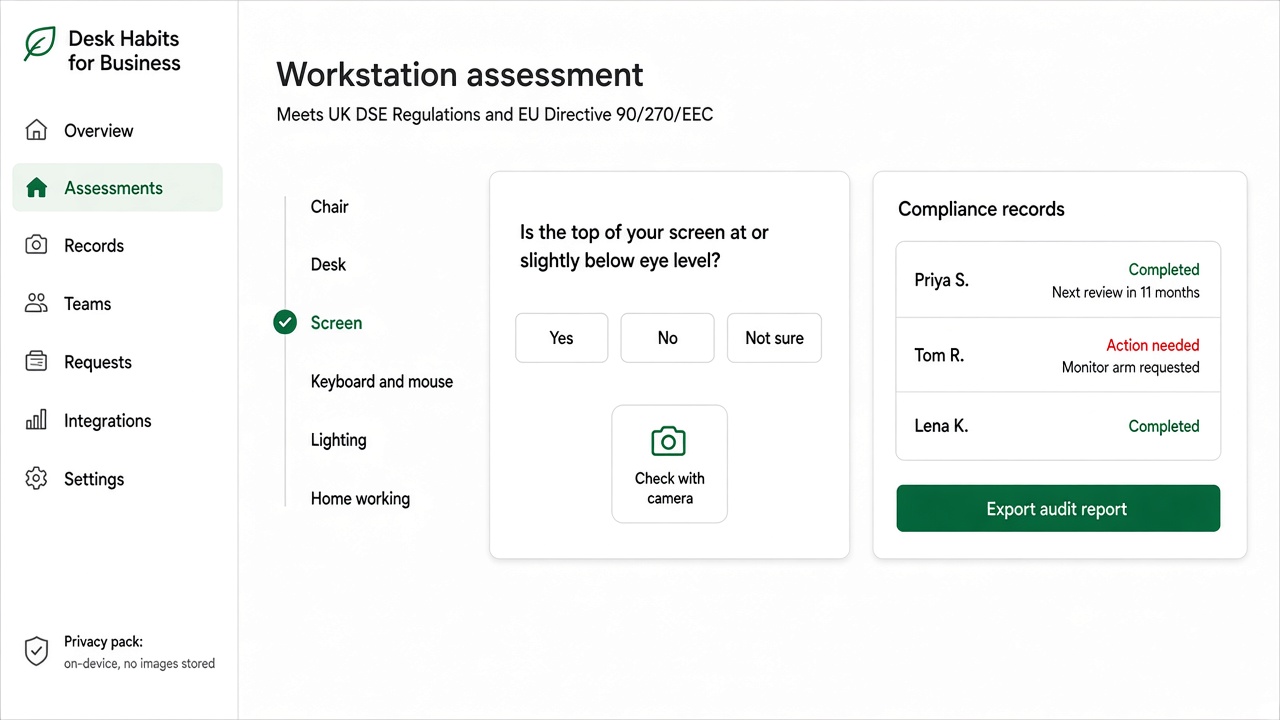 Desk Habits
for Business
Overview
Assessments
Records
Teams
Requests
Integrations
Settings
Privacy pack:
on-device, no images stored
Workstation assessment
Meets UK DSE Regulations and EU Directive 90/270/EEC
Chair
Desk
Screen
Keyboard and mouse
Lighting
Home working
Is the top of your screen at or
slightly below eye level?
Yes
No
Not sure
Check with
camera
Compliance records
Priya S.
Completed
Next review in 11 months
Tom R.
Action needed
Monitor arm requested
Lena K.
Completed
Export audit report